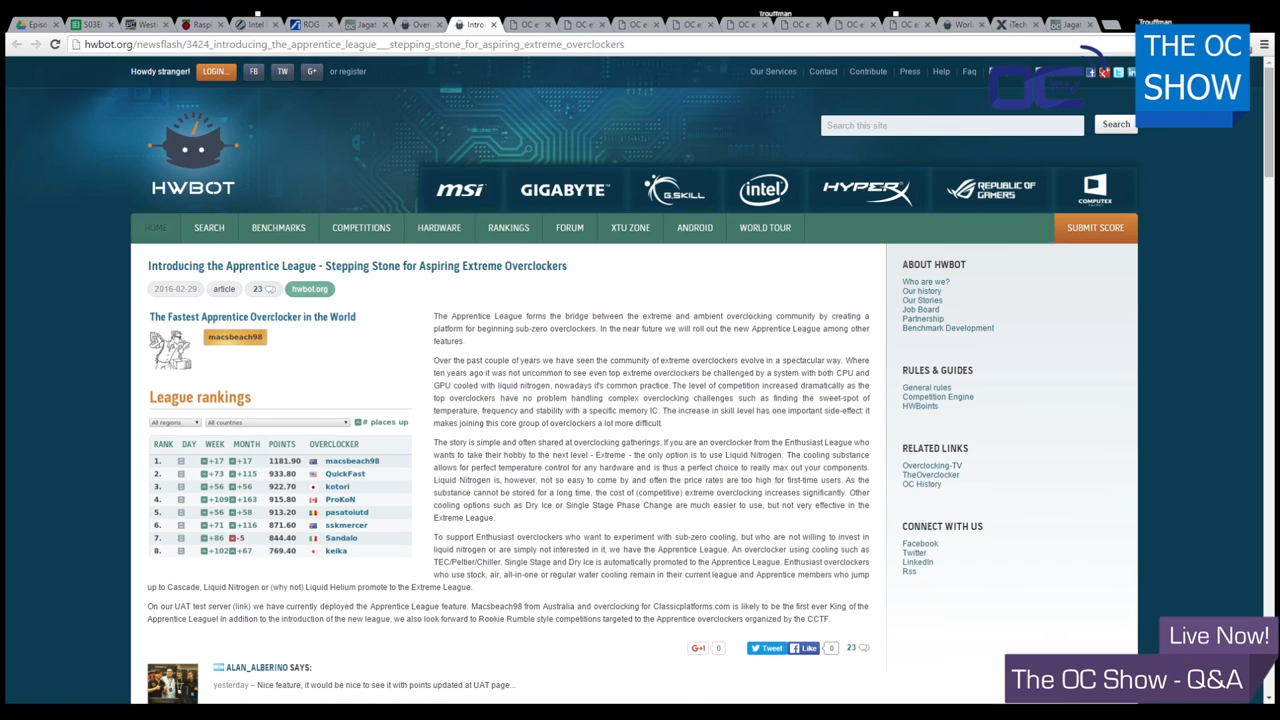 Trouffman
Trouffman
Episo
S03E
West
Rasp
Intel
ROG
Jagat
Over
Intro
OC e
OC e
OC e
OC e
OC e
OC e
OC e
OC e
Worl
iTech
Jagat
hwbot.org/newsflash/3424_introducing_the_apprentice_league__stepping_stone_for_aspiring_extreme_overclockers
THE OC
SHOW
OC TV
Howdy stranger! LOGIN... FB TW G+ or register
Our Services Contact Contribute Press Help Faq
Search this site Search
HWBOT
msi GIGABYTE G.SKILL intel HYPERX REPUBLIC OF GAMERS COMPUTEX
HOME SEARCH BENCHMARKS COMPETITIONS HARDWARE RANKINGS FORUM XTU ZONE ANDROID WORLD TOUR SUBMIT SCORE
Introducing the Apprentice League - Stepping Stone for Aspiring Extreme Overclockers
2016-02-29 article 23 hwbot.org
The Fastest Apprentice Overclocker in the World
macsbeach98
League rankings
All regions All countries # places up
RANK DAY WEEK MONTH POINTS OVERCLOCKER
1. +17 +17 1181.90 macsbeach98
2. +73 +115 933.80 QuickFast
3. +56 +56 922.70 kotori
4. +109 +163 915.80 ProKoN
5. +56 +58 913.20 pasatoiutd
6. +71 +116 871.60 sskmercer
7. +86 -5 844.40 Sandalo
8. +102 +67 769.40 keika
The Apprentice League forms the bridge between the extreme and ambient overclocking community by creating a
platform for beginning sub-zero overclockers. In the near future we will roll out the new Apprentice League among other
features.
Over the past couple of years we have seen the community of extreme overclockers evolve in a spectacular way. Where
ten years ago it was not uncommon to see even top extreme overclockers be challenged by a system with both CPU and
GPU cooled with liquid nitrogen, nowadays it's common practice. The level of competition increased dramatically as the
top overclockers have no problem handling complex overclocking challenges such as finding the sweet-spot of
temperature, frequency and stability with a specific memory IC. The increase in skill level has one important side-effect: it
makes joining this core group of overclockers a lot more difficult.
The story is simple and often shared at overclocking gatherings. If you are an overclocker from the Enthusiast League who
wants to take their hobby to the next level - Extreme - the only option is to use Liquid Nitrogen. The cooling substance
allows for perfect temperature control for any hardware and is thus a perfect choice to really max out your components.
Liquid Nitrogen is, however, not so easy to come by and often the price rates are too high for first-time users. As the
substance cannot be stored for a long time, the cost of (competitive) extreme overclocking increases significantly. Other
cooling options such as Dry Ice or Single Stage Phase Change are much easier to use, but not very effective in the
Extreme League.
To support Enthusiast overclockers who want to experiment with sub-zero cooling, but who are not willing to invest in
liquid nitrogen or are simply not interested in it, we have the Apprentice League. An overclocker using cooling such as
TEC/Peltier/Chiller, Single Stage and Dry Ice is automatically promoted to the Apprentice League. Enthusiast overclockers
who use stock, air, all-in-one or regular water cooling remain in their current league and Apprentice members who jump
up to Cascade, Liquid Nitrogen or (why not) Liquid Helium promote to the Extreme League.
On our UAT test server (link) we have currently deployed the Apprentice League feature. Macsbeach98 from Australia and overclocking for Classicplatforms.com is likely to be the first ever King of the
Apprentice League! In addition to the introduction of the new league, we also look forward to Rookie Rumble style competitions targeted to the Apprentice overclockers organized by the CCTF.
G+1 0 Tweet Like 0 23
ALAN_ALBERINO SAYS:
yesterday – Nice feature, it would be nice to see it with points updated at UAT page...
ABOUT HWBOT
Who are we?
Our history
Our Stories
Job Board
Partnership
Benchmark Development
RULES & GUIDES
General rules
Competition Engine
HWBoints
RELATED LINKS
Overclocking-TV
TheOverclocker
OC History
CONNECT WITH US
Facebook
Twitter
LinkedIn
Rss
Live Now!
The OC Show - Q&A